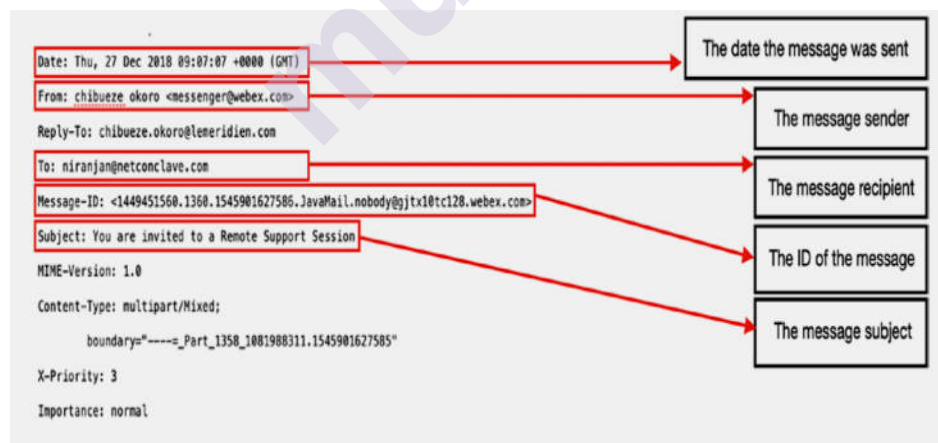 Date: Thu, 27 Dec 2018 09:07:07 +0000 (GMT)
The date the message was sent
From: chibueze okoro <messenger@webex.com>
The message sender
Reply-To: chibueze.okoro@lemeridien.com
To: niranjan@netconclave.com
The message recipient
Message-ID: <1449451560.1360.1545901627586.JavaMail.nobody@gjtx10tc128.webex.com>
The ID of the message
Subject: You are invited to a Remote Support Session
The message subject
MIME-Version: 1.0
Content-Type: multipart/Mixed;
boundary="----=_Part_1358_1081988311.1545901627585"
X-Priority: 3
Importance: normal